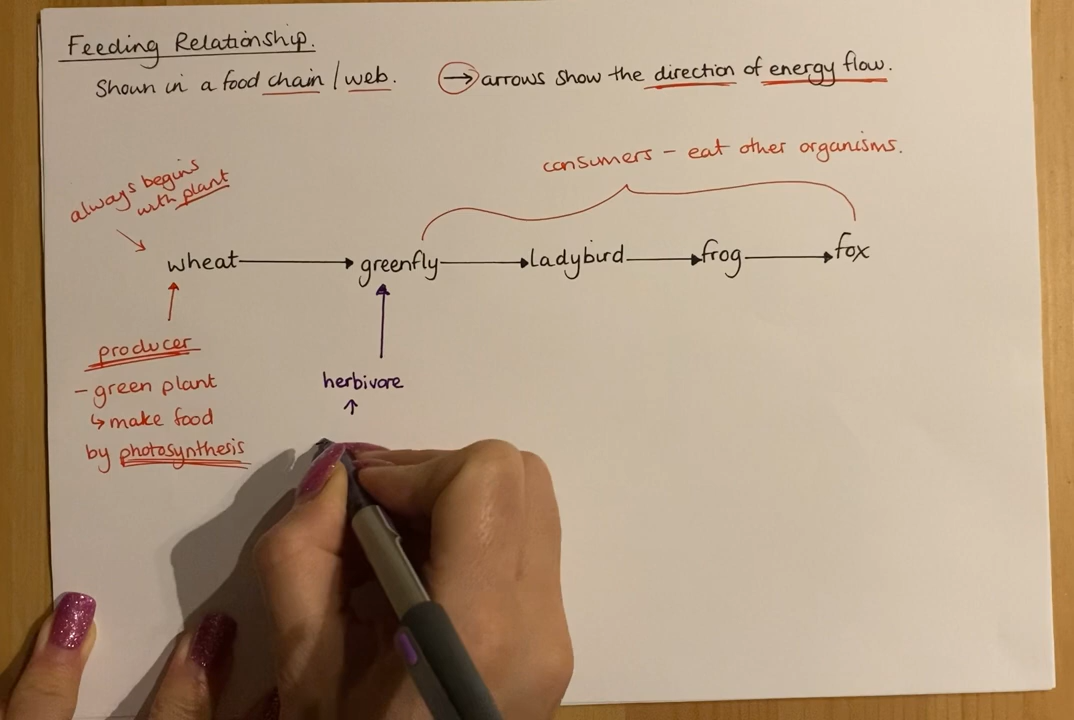 Feeding Relationship.
Shown in a food chain / web. → arrows show the direction of energy flow.
consumers - eat other organisms.
always begins
with plant
wheat → greenfly → ladybird → frog → fox
producer
- green plant
↳ make food
by photosynthesis
herbivore